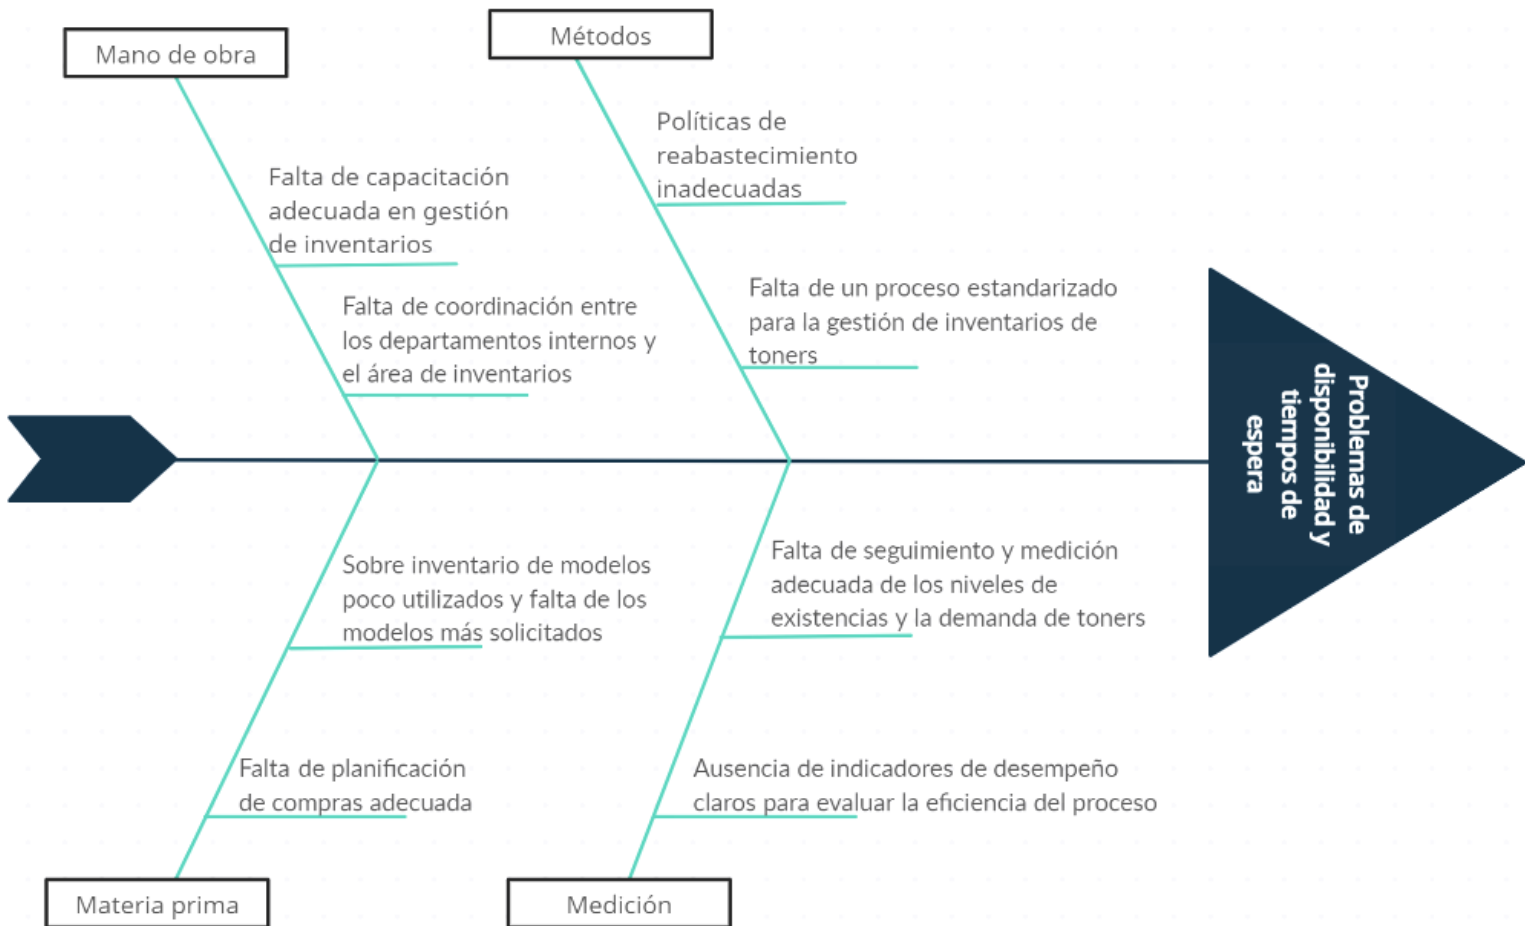 Mano de obra
Métodos
Políticas de
reabastecimiento
inadecuadas
Falta de capacitación
adecuada en gestión
de inventarios
Falta de coordinación entre
los departamentos internos y
el área de inventarios
Falta de un proceso estandarizado
para la gestión de inventarios de
toners
Problemas de
disponibilidad y
tiempos de
espera
Sobre inventario de modelos
poco utilizados y falta de los
modelos más solicitados
Falta de seguimiento y medición
adecuada de los niveles de
existencias y la demanda de toners
Falta de planificación
de compras adecuada
Ausencia de indicadores de desempeño
claros para evaluar la eficiencia del proceso
Materia prima
Medición